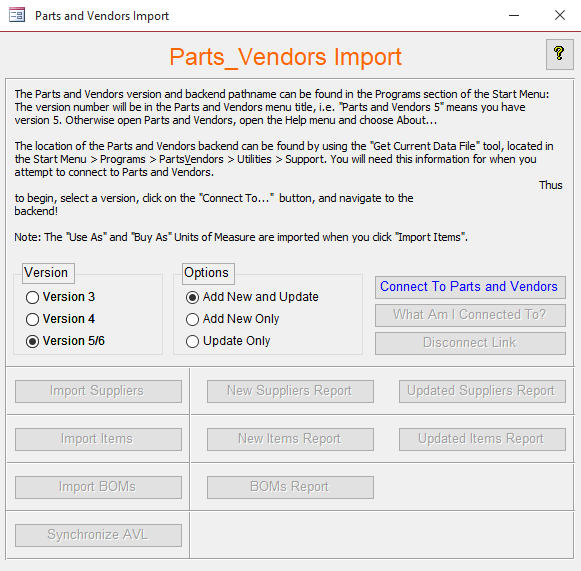 Parts and Vendors Import
Parts_Vendors Import
?
The Parts and Vendors version and backend pathname can be found in the Programs section of the Start Menu:
The version number will be in the Parts and Vendors menu title, i.e. "Parts and Vendors 5" means you have
version 5. Otherwise open Parts and Vendors, open the Help menu and choose About...
The location of the Parts and Vendors backend can be found by using the "Get Current Data File" tool, located in
the Start Menu > Programs > PartsVendors > Utilities > Support. You will need this information for when you
attempt to connect to Parts and Vendors.
Thus
to begin, select a version, click on the "Connect To..." button, and navigate to the
backend!
Note: The "Use As" and "Buy As" Units of Measure are imported when you click "Import Items".
Version
Version 3
Version 4
Version 5/6
Options
Add New and Update
Add New Only
Update Only
Connect To Parts and Vendors
What Am I Connected To?
Disconnect Link
Import Suppliers
New Suppliers Report
Updated Suppliers Report
Import Items
New Items Report
Updated Items Report
Import BOMs
BOMs Report
Synchronize AVL